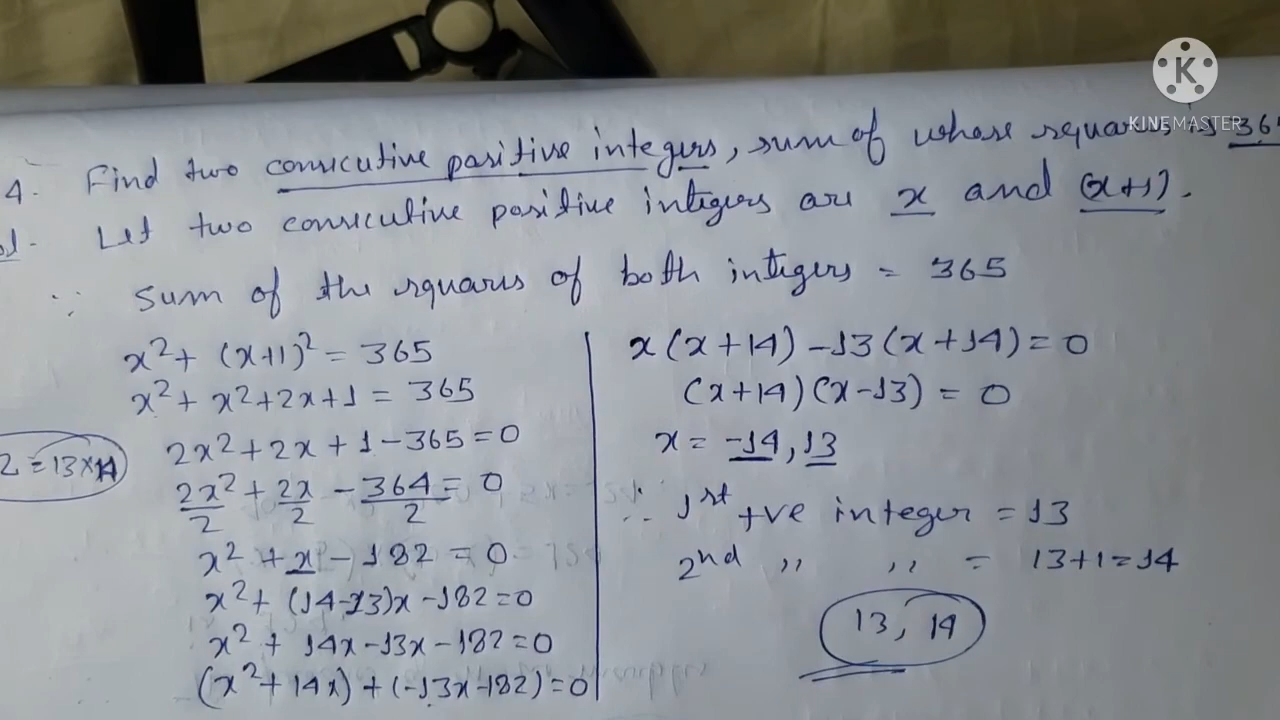 K
KINEMASTER
4. Find two consecutive positive integers, sum of whose squares is 365
Let two consecutive positive integers are x and (x+1).
∵ Sum of the squares of both integers = 365
x² + (x+1)² = 365
x² + x² + 2x + 1 = 365
2x² + 2x + 1 - 365 = 0
2 = 13×14
2x²/2 + 2x/2 - 364/2 = 0
x² + x - 182 = 0
x² + (14-13)x - 182 = 0
x² + 14x - 13x - 182 = 0
(x² + 14x) + (-13x - 182) = 0
x(x+14) - 13(x+14) = 0
(x+14)(x-13) = 0
x = -14, 13
∴ 1st +ve integer = 13
2nd ,, ,, = 13+1=14
13, 14